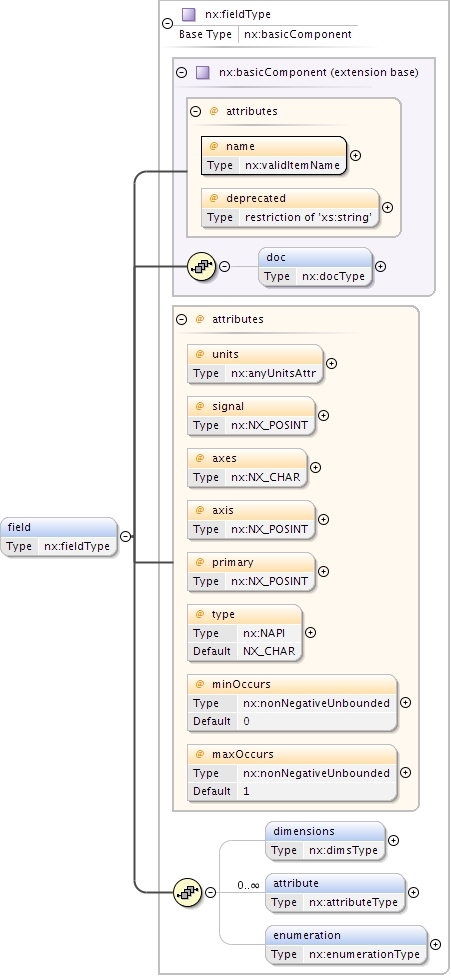 nx:fieldType
Base Type nx:basicComponent
nx:basicComponent (extension base)
@ attributes
@ name
Type nx:validItemName
@ deprecated
Type restriction of 'xs:string'
doc
Type nx:docType
@ attributes
@ units
Type nx:anyUnitsAttr
@ signal
Type nx:NX_POSINT
@ axes
Type nx:NX_CHAR
@ axis
Type nx:NX_POSINT
field
Type nx:fieldType
@ primary
Type nx:NX_POSINT
@ type
Type nx:NAPI
Default NX_CHAR
@ minOccurs
Type nx:nonNegativeUnbounded
Default 0
@ maxOccurs
Type nx:nonNegativeUnbounded
Default 1
dimensions
Type nx:dimsType
0..∞ attribute
Type nx:attributeType
enumeration
Type nx:enumerationType